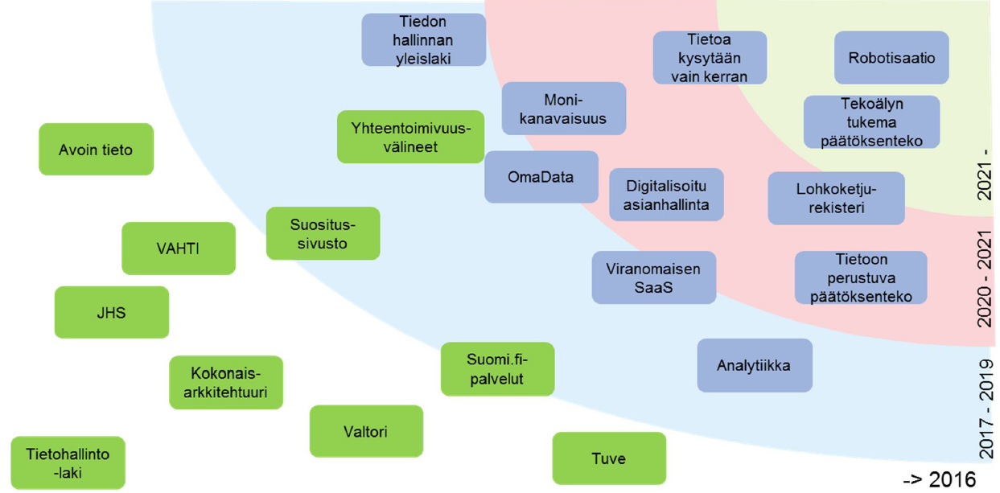 Tiedon
hallinnan
yleislaki
Tietoa
kysytään
vain kerran
Robotisaatio
Moni-
kanavaisuus
Tekoälyn
tukema
päätöksenteko
Avoin tieto
Yhteentoimivuus-
välineet
OmaData
Digitalisoitu
asianhallinta
Lohkoketju-
rekisteri
2021 -
Suositus-
sivusto
VAHTI
Viranomaisen
SaaS
Tietoon
perustuva
päätöksenteko
2020 - 2021
JHS
Kokonais-
arkkitehtuuri
Suomi.fi-
palvelut
Analytiikka
2017 - 2019
Valtori
Tietohallinto
-laki
Tuve
-> 2016